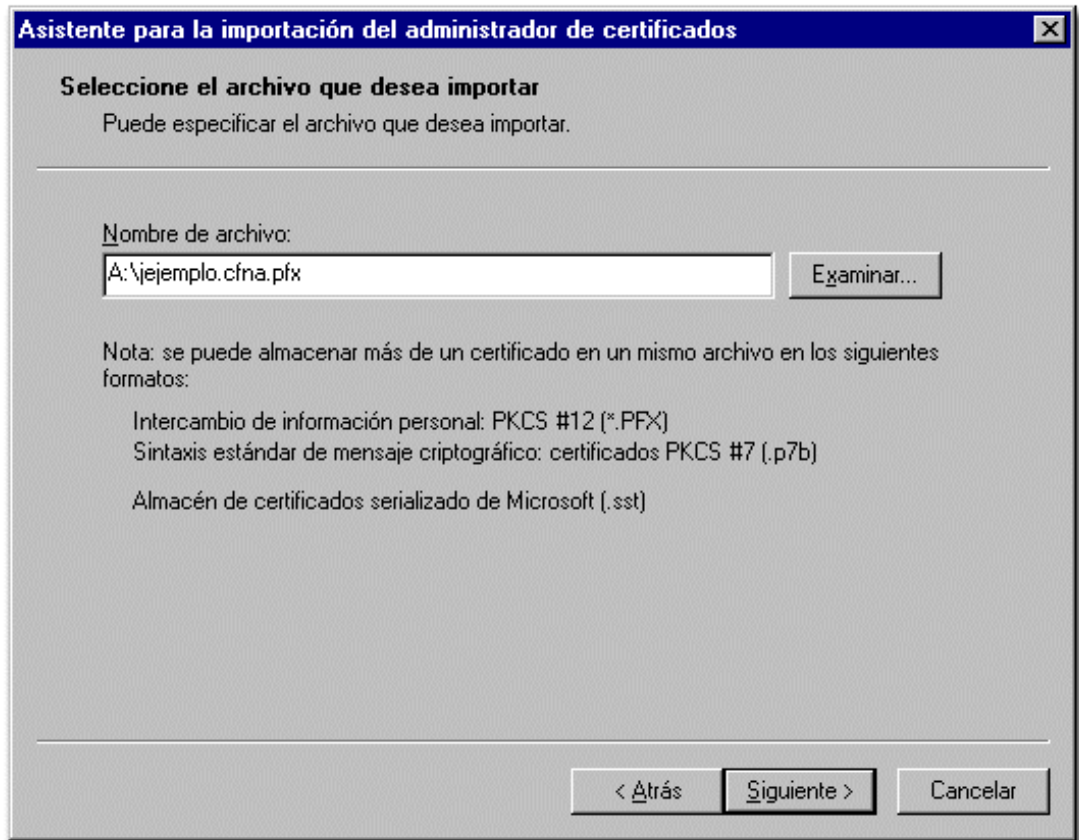 Asistente para la importación del administrador de certificados
Seleccione el archivo que desea importar
Puede especificar el archivo que desea importar.
Nombre de archivo:
A:\jejemplo.cfna.pfx
Examinar...
Nota: se puede almacenar más de un certificado en un mismo archivo en los siguientes
formatos:
Intercambio de información personal: PKCS #12 (*.PFX)
Sintaxis estándar de mensaje criptográfico: certificados PKCS #7 (.p7b)
Almacén de certificados serializado de Microsoft (.sst)
< Atrás
Siguiente >
Cancelar